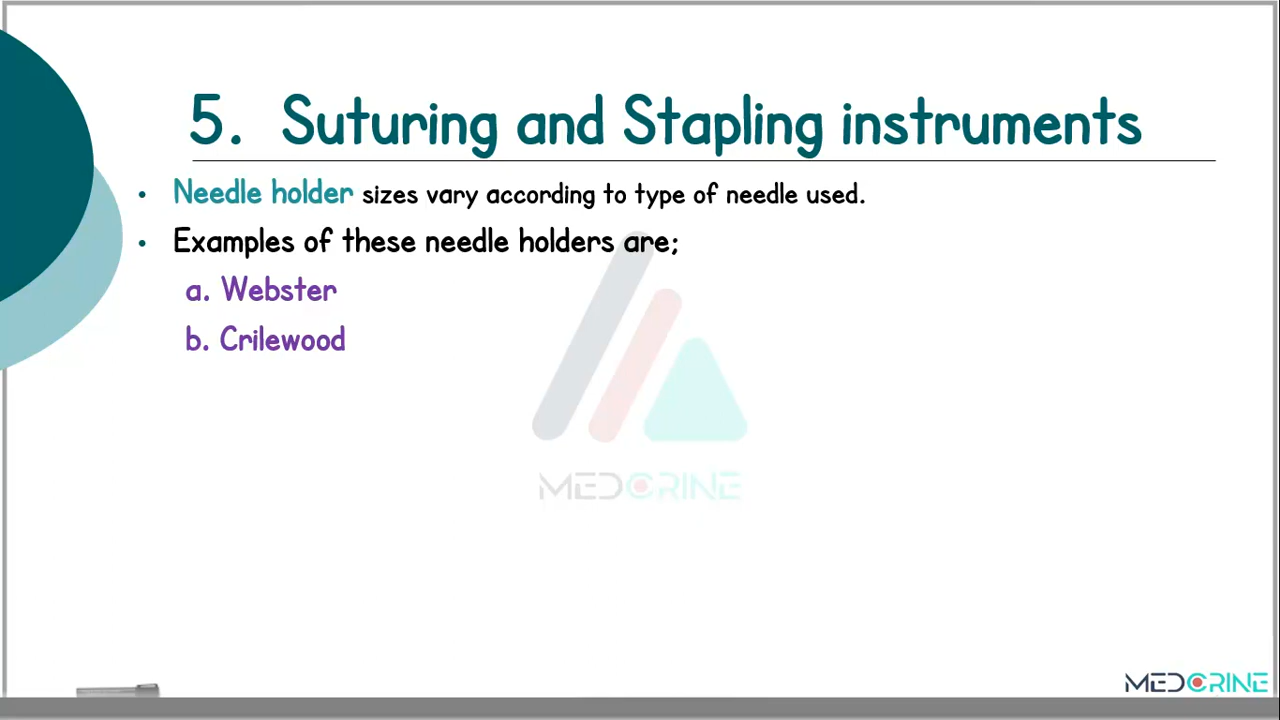 5. Suturing and Stapling instruments
• Needle holder sizes vary according to type of needle used.
• Examples of these needle holders are;
a. Webster
b. Crilewood
MEDCRINE
MEDCRINE